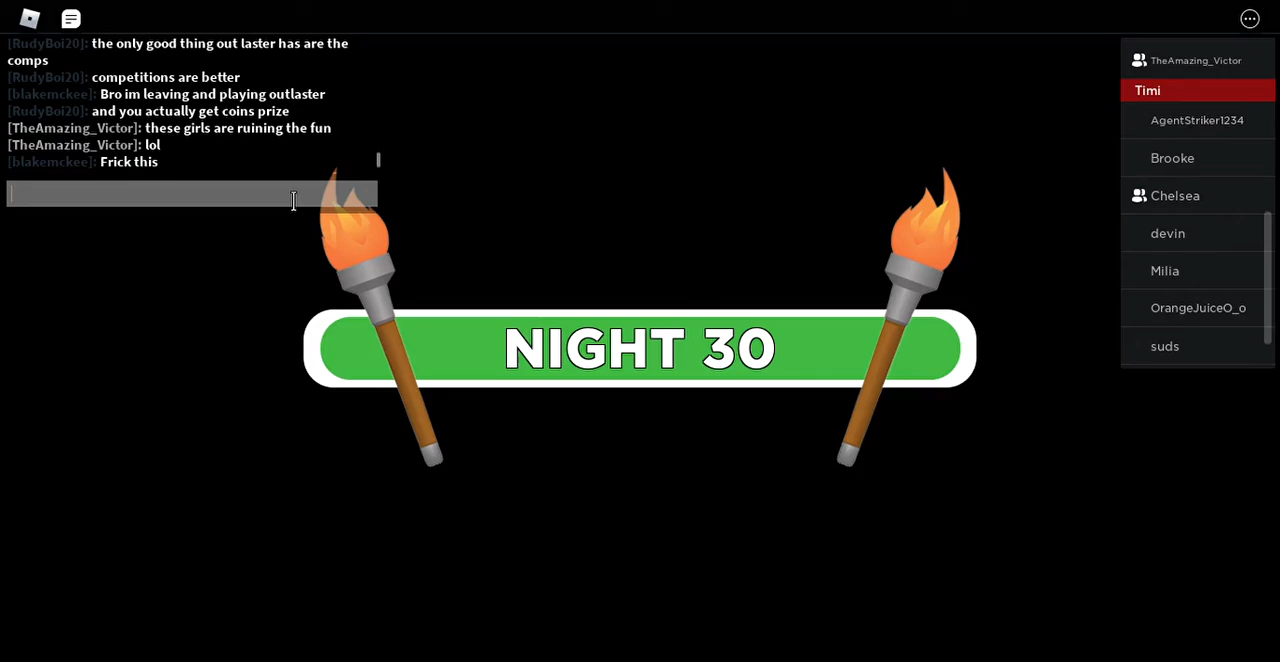 [RudyBoi20]: the only good thing out laster has are the
comps
[RudyBoi20]: competitions are better
[blakemckee]: Bro im leaving and playing outlaster
[RudyBoi20]: and you actually get coins prize
[TheAmazing_Victor]: these girls are ruining the fun
[TheAmazing_Victor]: lol
[blakemckee]: Frick this
NIGHT 30
TheAmazing_Victor
Timi
AgentStriker1234
Brooke
Chelsea
devin
Milia
OrangeJuiceO_o
suds